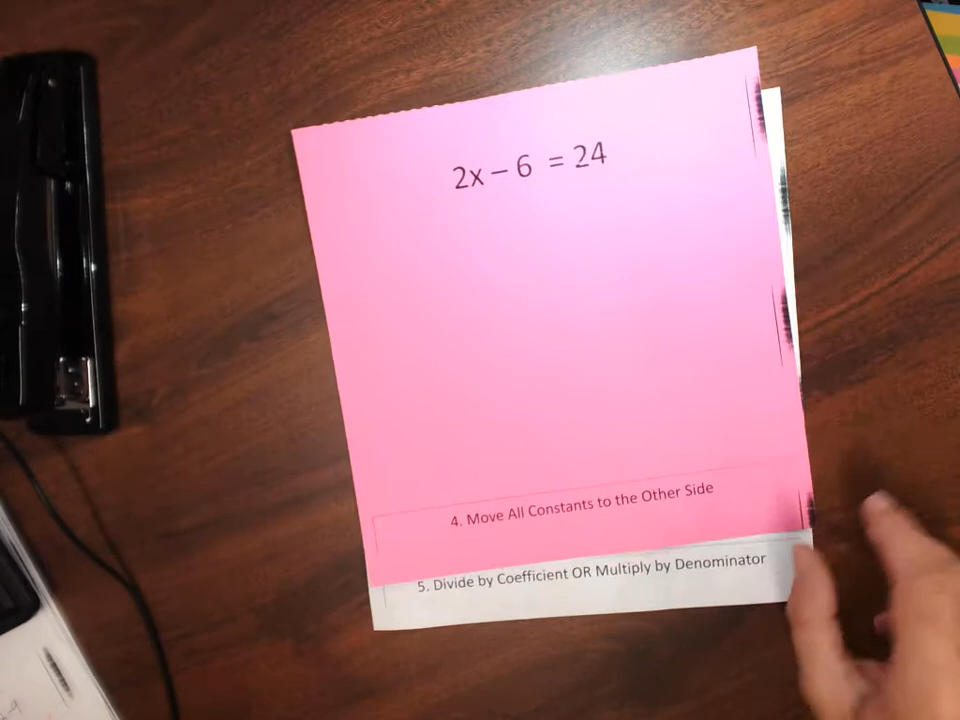 2x – 6 = 24
4. Move All Constants to the Other Side
5. Divide by Coefficient OR Multiply by Denominator